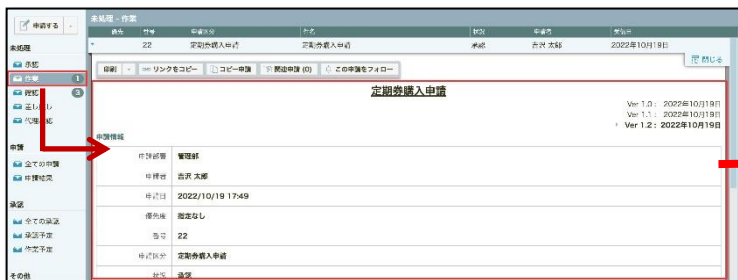 申請する
未処理
承認
作業 1
確認 3
差し戻し
代理承認
申請
全ての申請
申請結果
承認
全ての承認
承認予定
作業予定
その他
未処理 - 作業
優先 番号 申請区分 件名 状況 申請者 受信日
22 定期券購入申請 定期券購入申請 承認 吉沢 太郎 2022年10月19日
閉じる
印刷 リンクをコピー コピー申請 関連申請 (0) この申請をフォロー
定期券購入申請
Ver 1.0： 2022年10月19日
Ver 1.1： 2022年10月19日
Ver 1.2： 2022年10月19日
申請情報
申請部署 管理部
申請者 吉沢 太郎
申請日 2022/10/19 17:49
優先度 指定なし
番号 22
申請区分 定期券購入申請
状況 承認